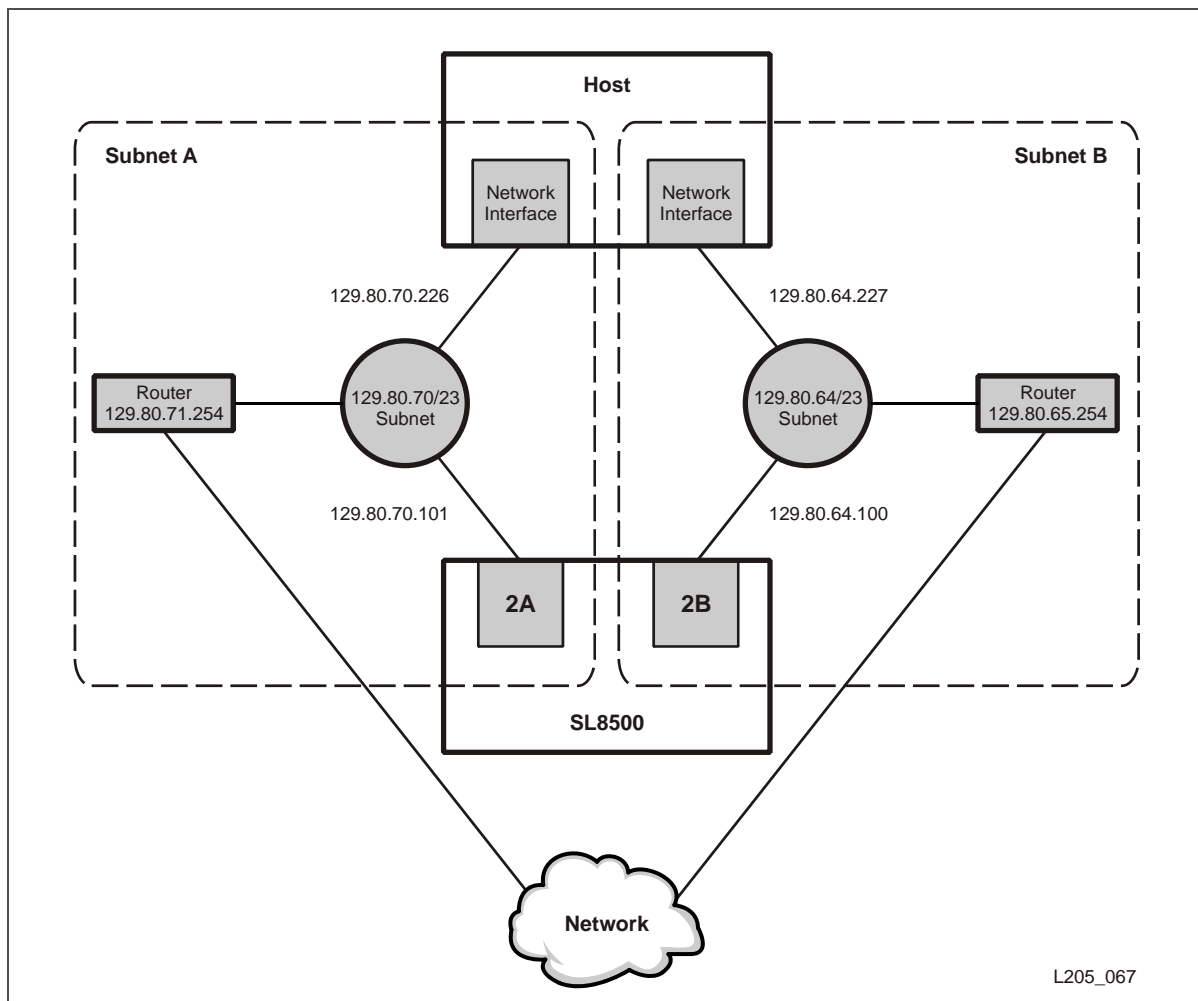 Host
Subnet A
Subnet B
Network
Interface
Network
Interface
129.80.70.226
129.80.64.227
Router
129.80.71.254
129.80.70/23
Subnet
129.80.64/23
Subnet
Router
129.80.65.254
129.80.70.101
129.80.64.100
2A
2B
SL8500
Network
L205_067